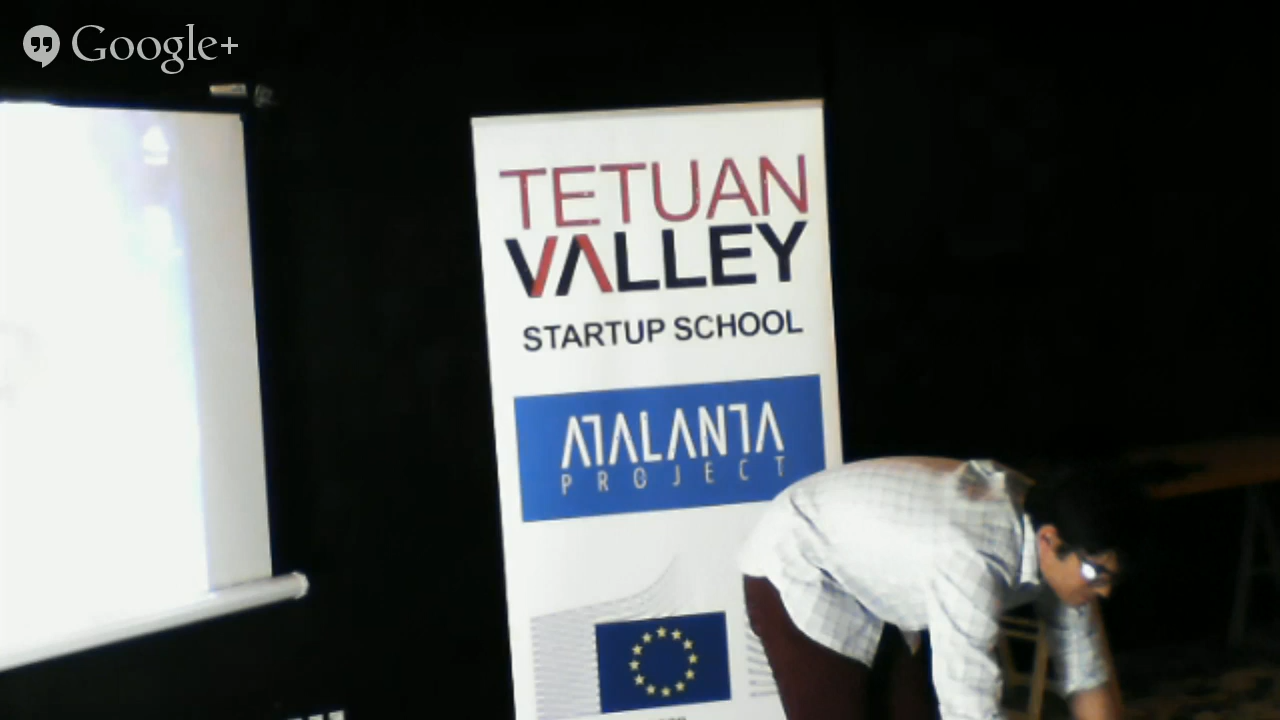 Google+
TETUAN
VALLEY
STARTUP SCHOOL
ATALANTA
PROJECT